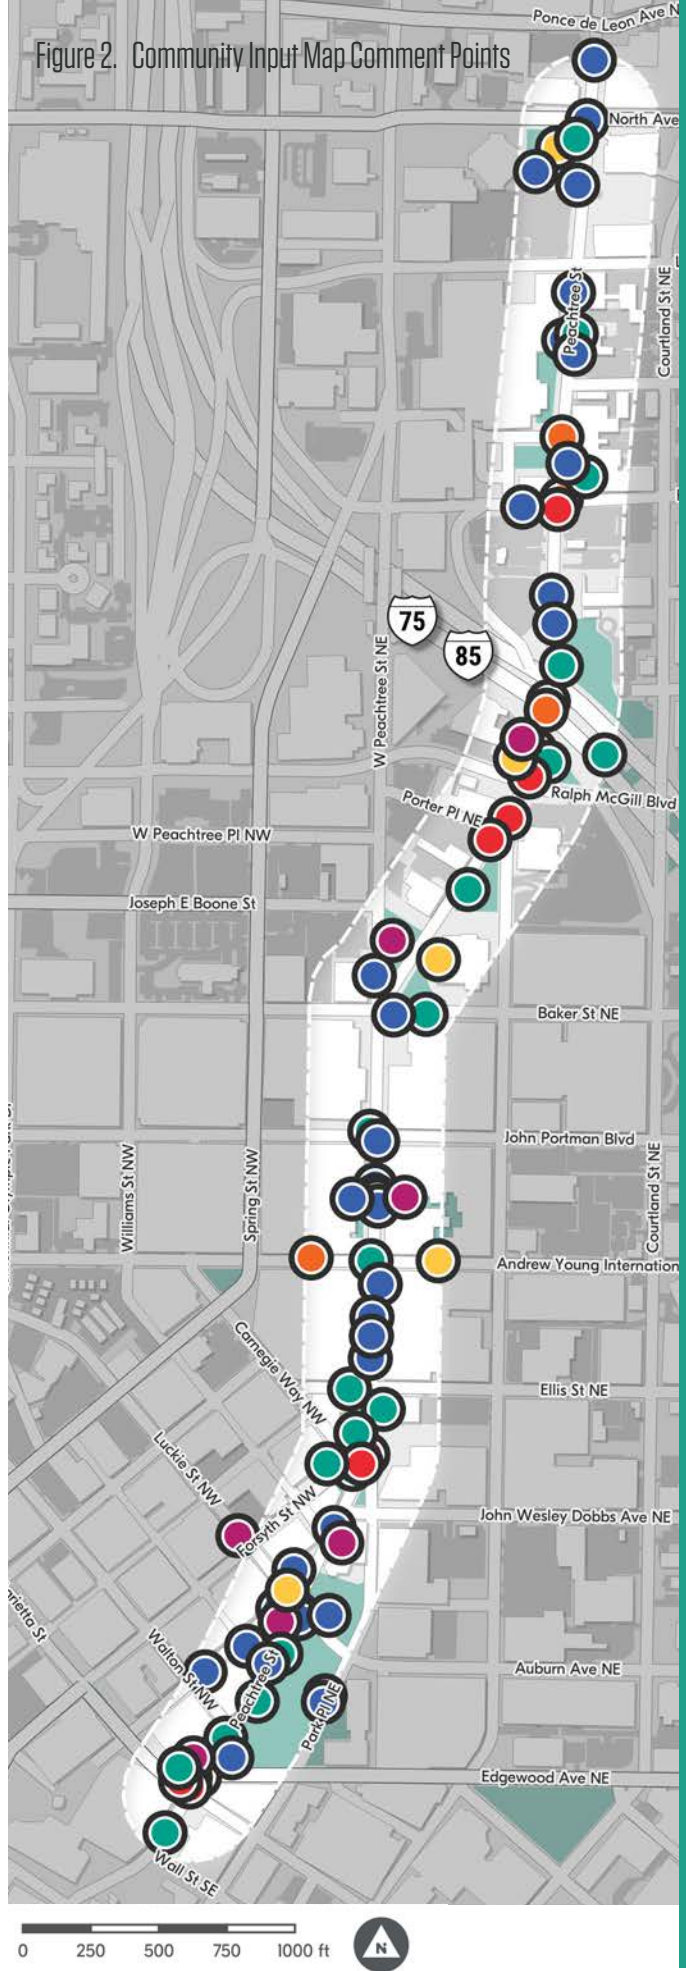 Ponce de Leon Ave N
Figure 2. Community Input Map Comment Points
North Ave
Peachtree St
Courtland St NE
75
85
W Peachtree St NE
Ralph McGill Blvd
Porter Pl NE
W Peachtree Pl NW
Joseph E Boone St
Baker St NE
John Portman Blvd
Williams St NW
Spring St NW
Courtland St NE
Andrew Young Internation
Carnegie Way NW
Ellis St NE
Luckie St NW
Forsyth St NW
John Wesley Dobbs Ave NE
Walton St NW
Peachtree St
Auburn Ave NE
Park Pl NE
Edgewood Ave NE
Wall St SE
0 250 500 750 1000 ft
N